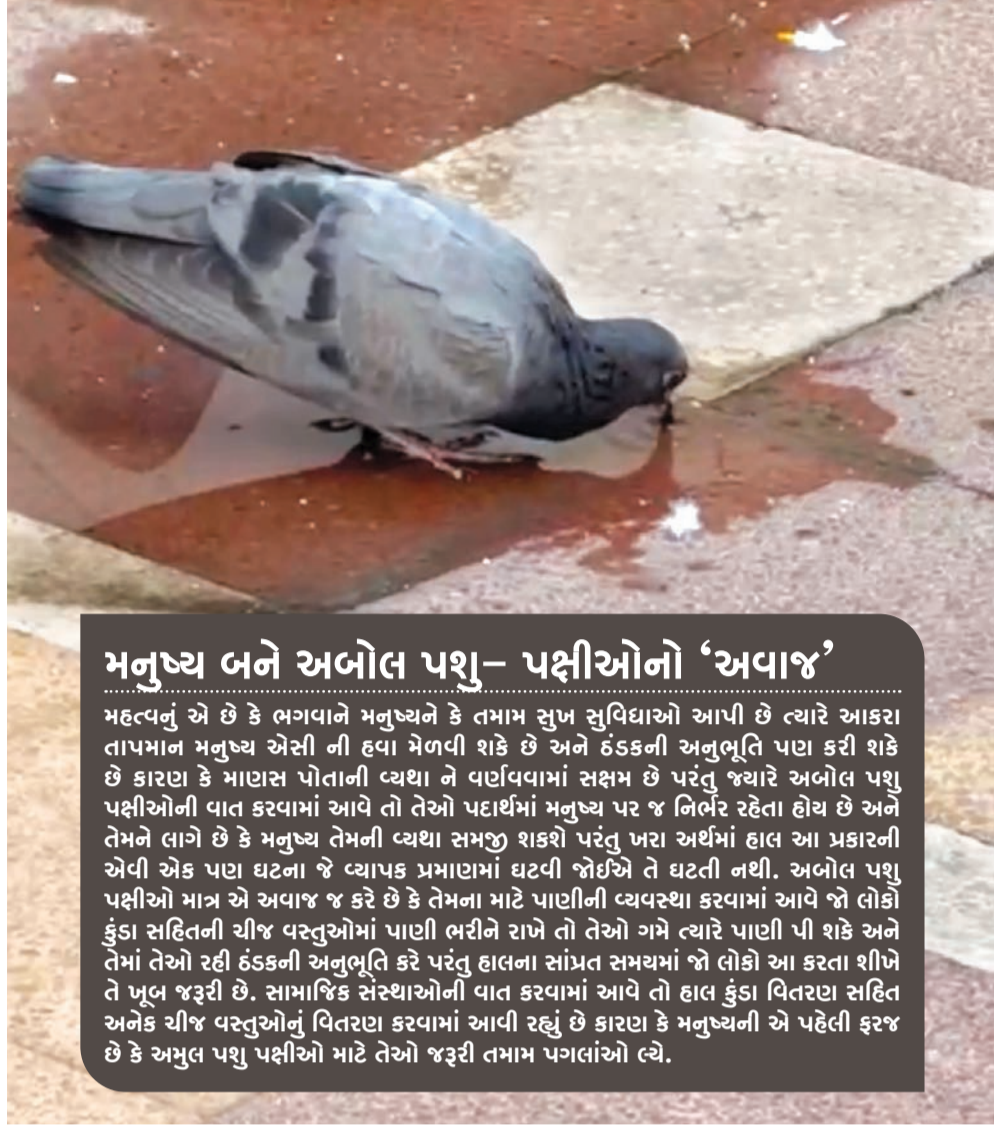 મનુષ્ય બને અબોલ પશુ– પક્ષીઓનો ‘અવાજ’
મહત્વનું એ છે કે ભગવાને મનુષ્યને કે તમામ સુખ સુવિધાઓ આપી છે ત્યારે આકરા
તાપમાન મનુષ્ય એસી ની હવા મેળવી શકે છે અને ઠંડકની અનુભૂતિ પણ કરી શકે
છે કારણ કે માણસ પોતાની વ્યથા ને વર્ણવવામાં સક્ષમ છે પરંતુ જ્યારે અબોલ પશુ
પક્ષીઓની વાત કરવામાં આવે તો તેઓ પદાર્થમાં મનુષ્ય પર જ નિર્ભર રહેતા હોય છે અને
તેમને લાગે છે કે મનુષ્ય તેમની વ્યથા સમજી શકશે પરંતુ ખરા અર્થમાં હાલ આ પ્રકારની
એવી એક પણ ઘટના જે વ્યાપક પ્રમાણમાં ઘટવી જોઈએ તે ઘટતી નથી. અબોલ પશુ
પક્ષીઓ માત્ર એ અવાજ જ કરે છે કે તેમના માટે પાણીની વ્યવસ્થા કરવામાં આવે જો લોકો
કુંડા સહિતની ચીજ વસ્તુઓમાં પાણી ભરીને રાખે તો તેઓ ગમે ત્યારે પાણી પી શકે અને
તેમાં તેઓ રહી ઠંડકની અનુભૂતિ કરે પરંતુ હાલના સાંપ્રત સમયમાં જો લોકો આ કરતા શીખે
તે ખૂબ જરૂરી છે. સામાજિક સંસ્થાઓની વાત કરવામાં આવે તો હાલ કુંડા વિતરણ સહિત
અનેક ચીજ વસ્તુઓનું વિતરણ કરવામાં આવી રહ્યું છે કારણ કે મનુષ્યની એ પહેલી ફરજ
છે કે અમુલ પશુ પક્ષીઓ માટે તેઓ જરૂરી તમામ પગલાંઓ લ્યે.